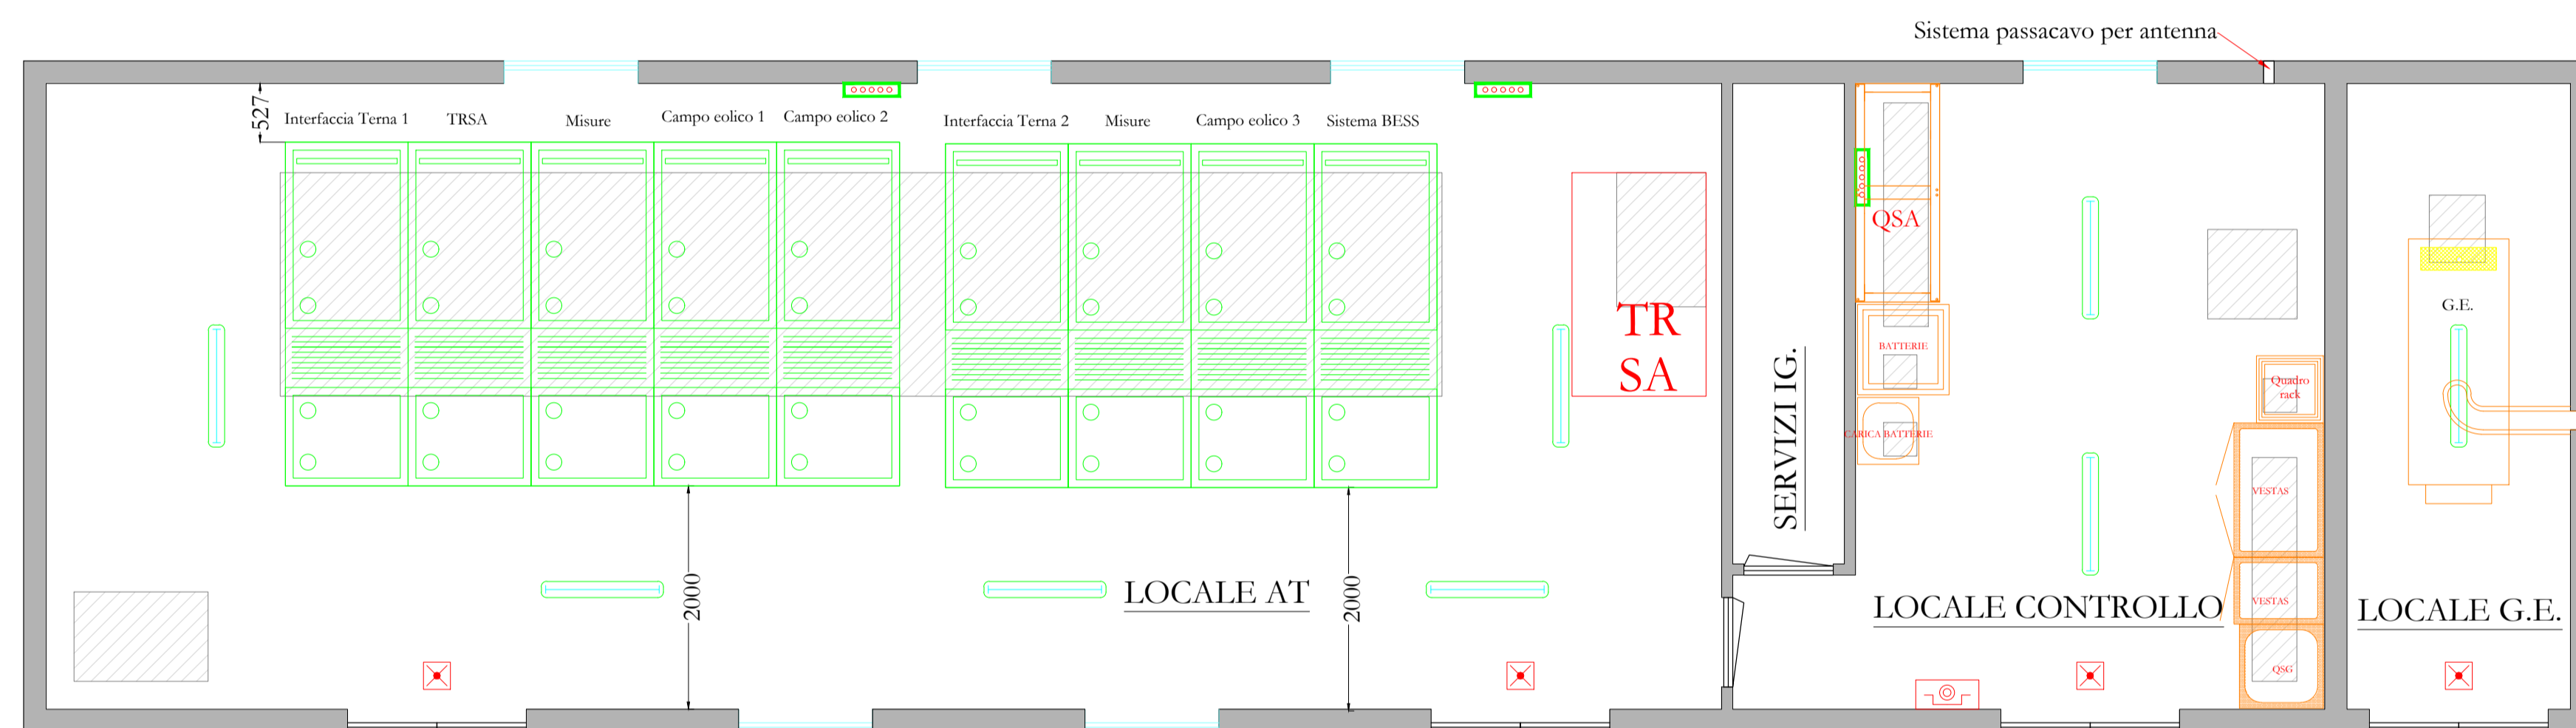 Sistema passacavo per antenna
527
Interfaccia Terna 1
TRSA
Misure
Campo eolico 1
Campo eolico 2
Interfaccia Terna 2
Misure
Campo eolico 3
Sistema BESS
TR
SA
QSA
BATTERIE
CARICA BATTERIE
SERVIZI IG.
G.E.
Quadro
rack
VESTAS
VESTAS
QSG
2000
2000
LOCALE AT
LOCALE CONTROLLO
LOCALE G.E.